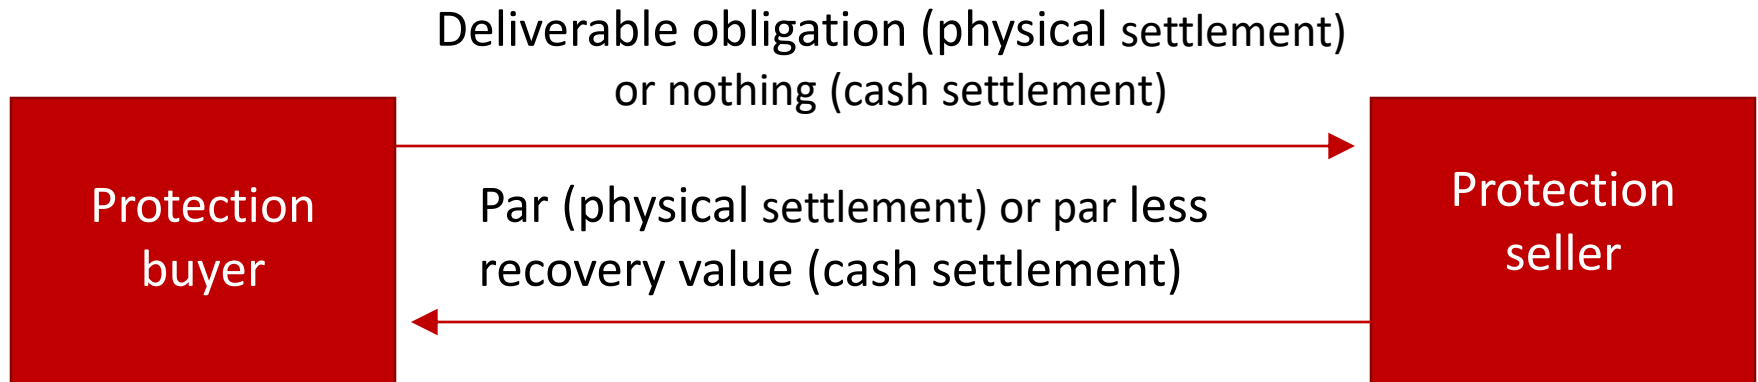 Deliverable obligation (physical settlement)
or nothing (cash settlement)
Protection
buyer
Par (physical settlement) or par less
recovery value (cash settlement)
Protection
seller